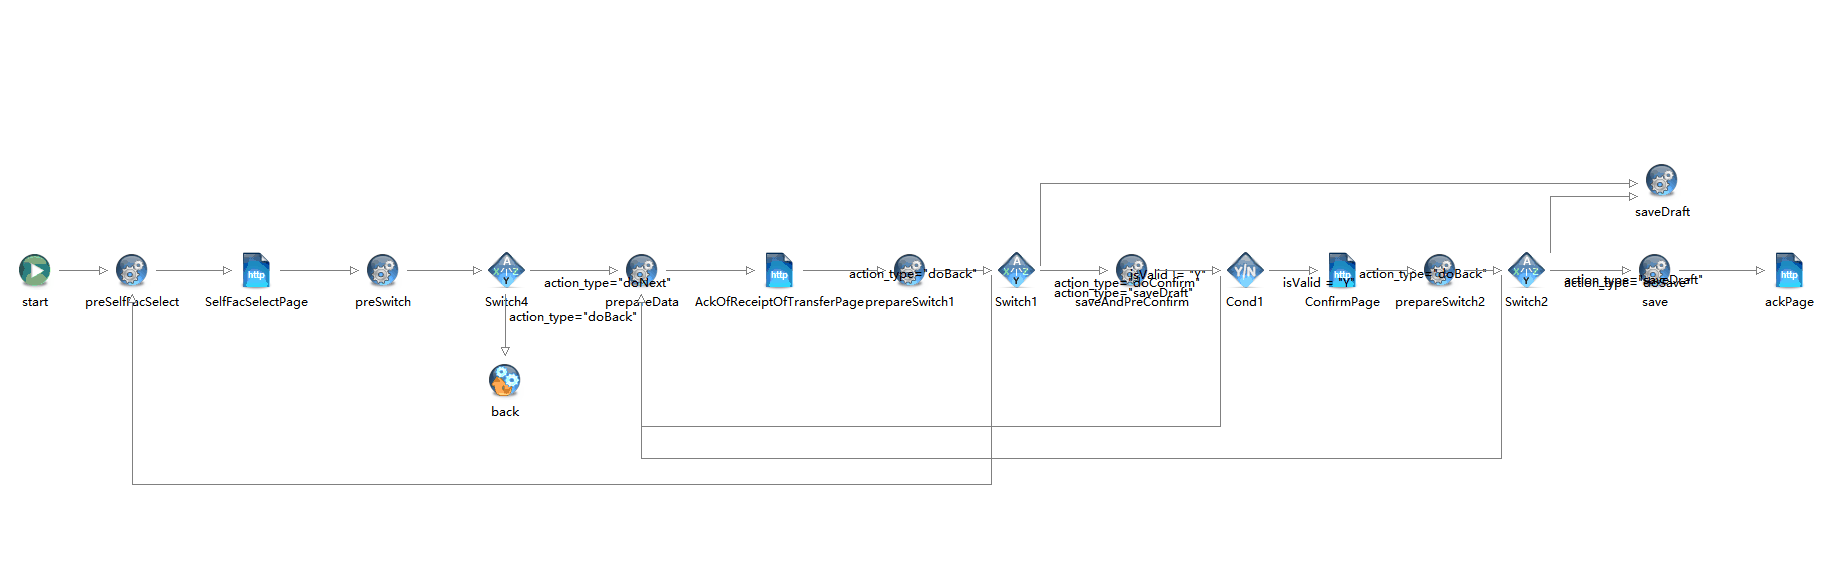 saveDraft
start
preSelfFacSelect
http
SelfFacSelectPage
preSwitch
A
X Z
Y
Switch4
action_type="doNext"
action_type="doBack"
back
prepareData
http
AckOfReceiptOfTransferPage
action_type="doBack"
prepareSwitch1
A
X Z
Y
Switch1
action_type="doConfirm"
action_type="saveDraft"
saveAndPreConfirm
isValid != "Y"
Y/N
Cond1
isValid = "Y"
http
ConfirmPage
action_type="doBack"
prepareSwitch2
A
X Z
Y
Switch2
action_type="saveDraft"
action_type="doSave"
save
http
ackPage